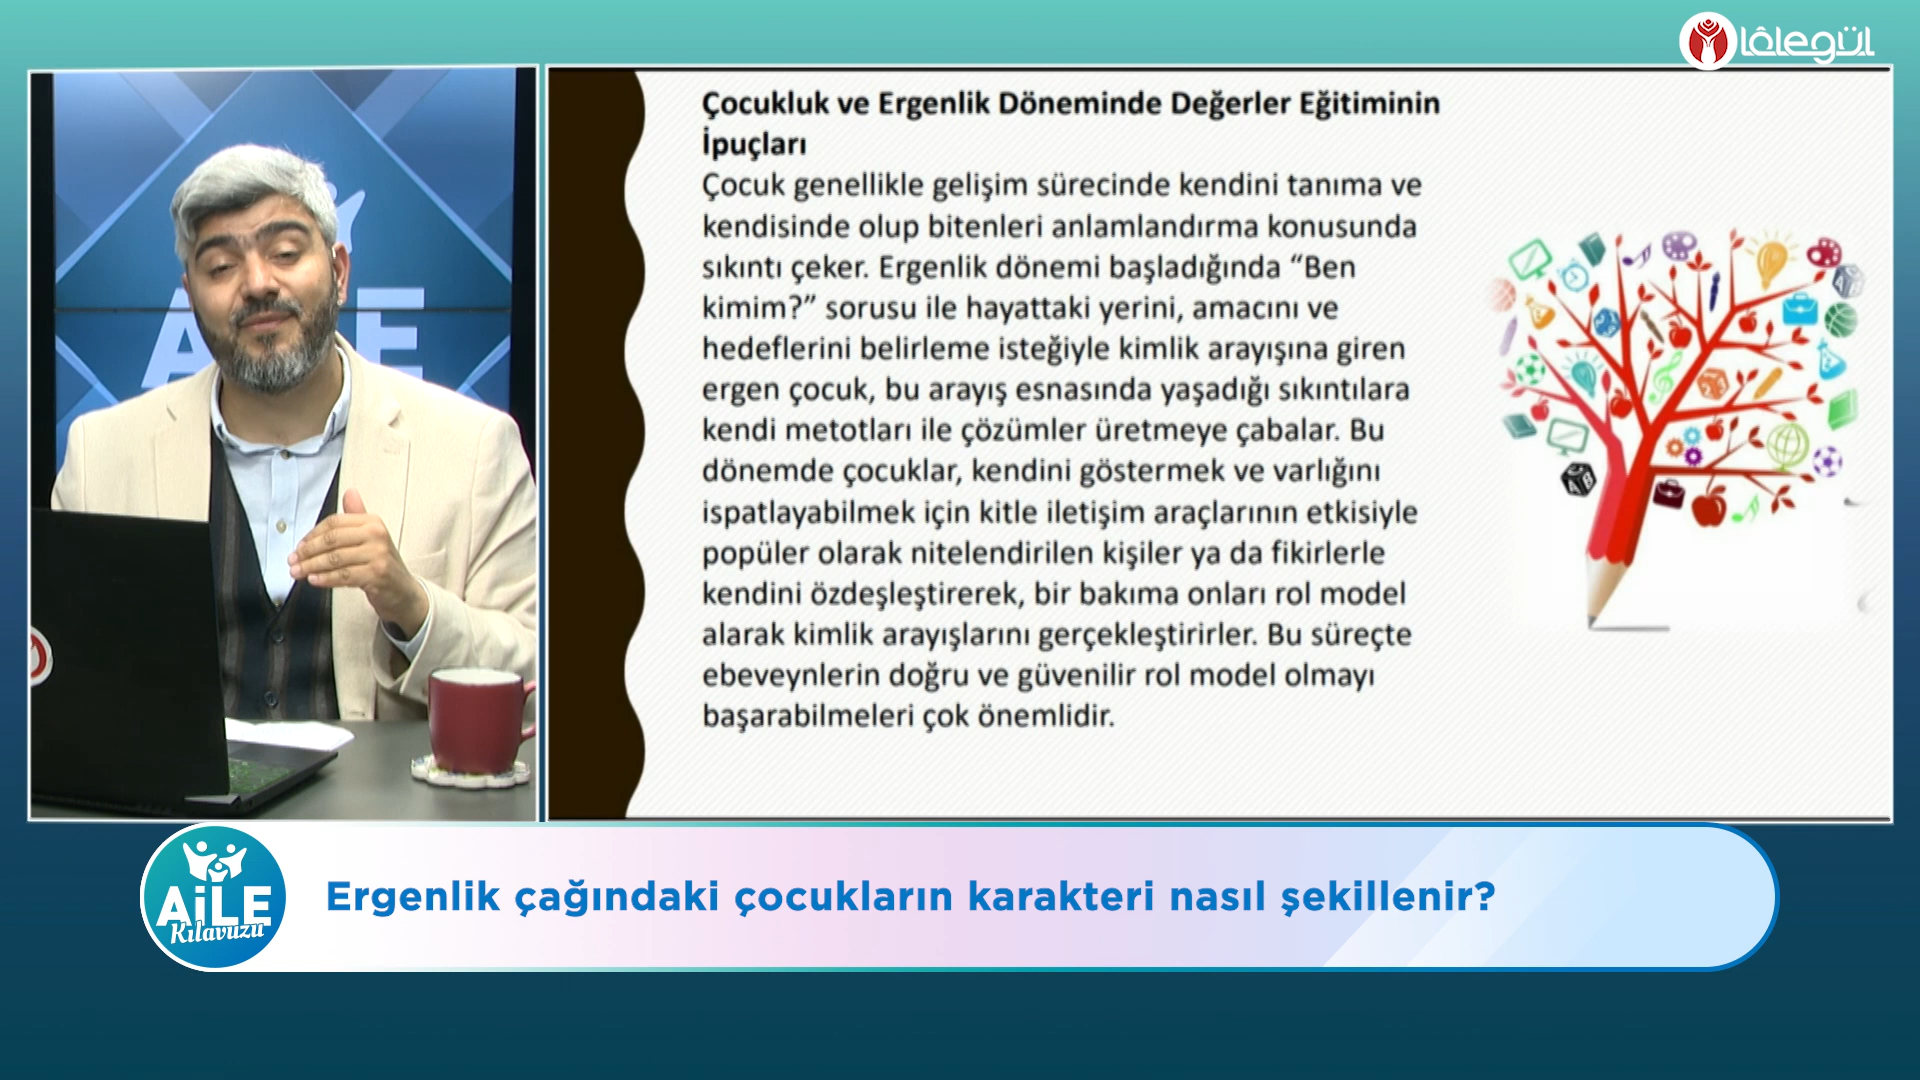 lâlegül
Çocukluk ve Ergenlik Döneminde Değerler Eğitiminin
İpuçları
Çocuk genellikle gelişim sürecinde kendini tanıma ve
kendisinde olup bitenleri anlamlandırma konusunda
sıkıntı çeker. Ergenlik dönemi başladığında “Ben
kimim?” sorusu ile hayattaki yerini, amacını ve
hedeflerini belirleme isteğiyle kimlik arayışına giren
ergen çocuk, bu arayış esnasında yaşadığı sıkıntılara
kendi metotları ile çözümler üretmeye çabalar. Bu
dönemde çocuklar, kendini göstermek ve varlığını
ispatlayabilmek için kitle iletişim araçlarının etkisiyle
popüler olarak nitelendirilen kişiler ya da fikirlerle
kendini özdeşleştirerek, bir bakıma onları rol model
alarak kimlik arayışlarını gerçekleştirirler. Bu süreçte
ebeveynlerin doğru ve güvenilir rol model olmayı
başarabilmeleri çok önemlidir.
AİLE
Kılavuzu
Ergenlik çağındaki çocukların karakteri nasıl şekillenir?